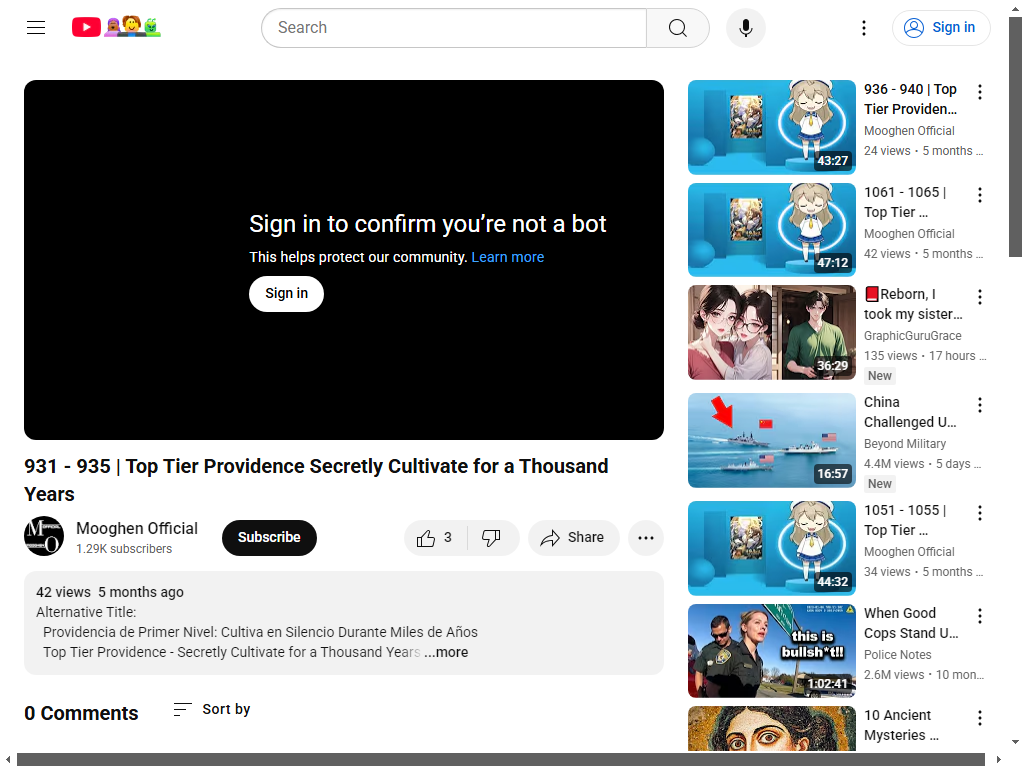 Search
Sign in
Sign in to confirm you’re not a bot
This helps protect our community. Learn more
Sign in
931 - 935 | Top Tier Providence Secretly Cultivate for a Thousand
Years
Mooghen Official
1.29K subscribers
Subscribe
3
Share
42 views 5 months ago
Alternative Title:
Providencia de Primer Nivel: Cultiva en Silencio Durante Miles de Años
Top Tier Providence - Secretly Cultivate for a Thousand Years ...more
0 Comments
Sort by
43:27
936 - 940 | Top
Tier Providen...
Mooghen Official
24 views • 5 months ...
47:12
1061 - 1065 |
Top Tier ...
Mooghen Official
42 views • 5 months ...
36:29
📕Reborn, I
took my sister...
GraphicGuruGrace
135 views • 17 hours ...
New
16:57
China
Challenged U...
Beyond Military
4.4M views • 5 days ...
New
44:32
1051 - 1055 |
Top Tier ...
Mooghen Official
34 views • 5 months ...
this is
bullsh*t!!
1:02:41
When Good
Cops Stand U...
Police Notes
2.6M views • 10 mon...
10 Ancient
Mysteries ...